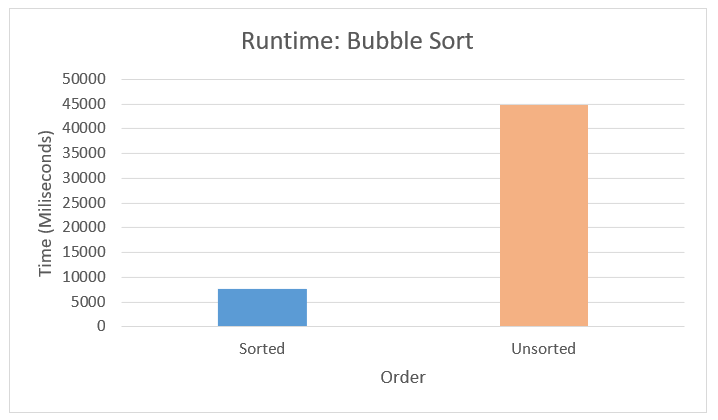 Runtime: Bubble Sort
Time (Miliseconds)
50000
45000
40000
35000
30000
25000
20000
15000
10000
5000
0
Sorted
Unsorted
Order